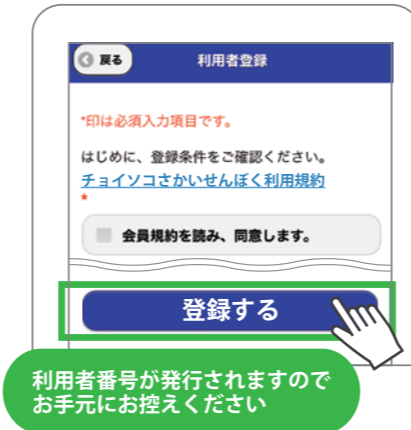 戻る
利用者登録
*印は必須入力項目です。
はじめに、登録条件をご確認ください。
チョイソコさかいせんぼく利用規約
*
会員規約を読み、同意します。
登録する
利用者番号が発行されますので
お手元にお控えください